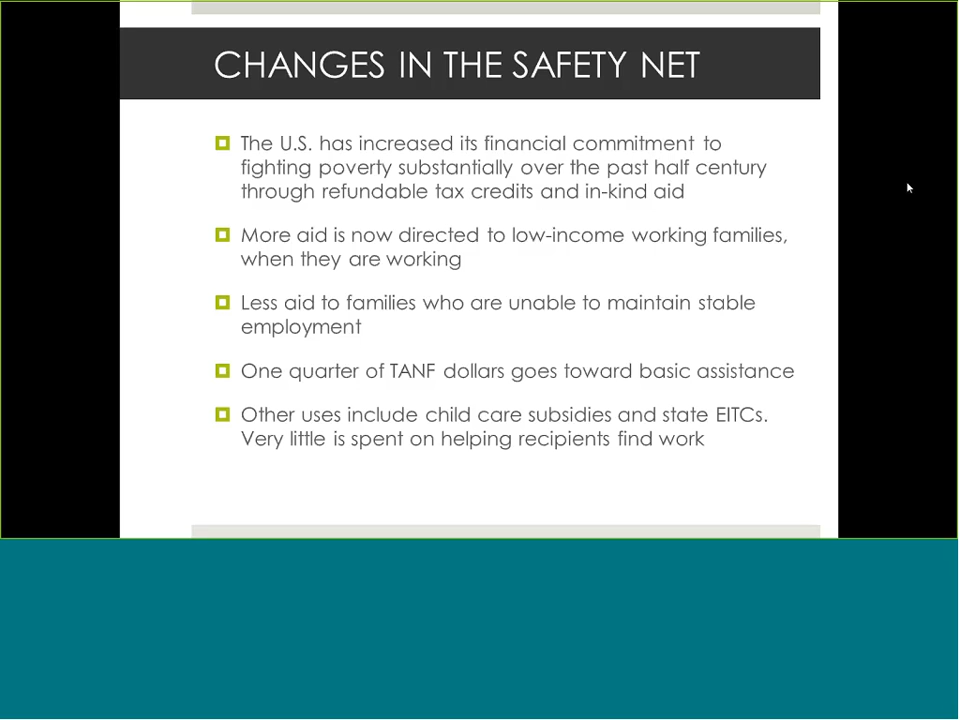 CHANGES IN THE SAFETY NET
The U.S. has increased its financial commitment to
fighting poverty substantially over the past half century
through refundable tax credits and in-kind aid
More aid is now directed to low-income working families,
when they are working
Less aid to families who are unable to maintain stable
employment
One quarter of TANF dollars goes toward basic assistance
Other uses include child care subsidies and state EITCs.
Very little is spent on helping recipients find work